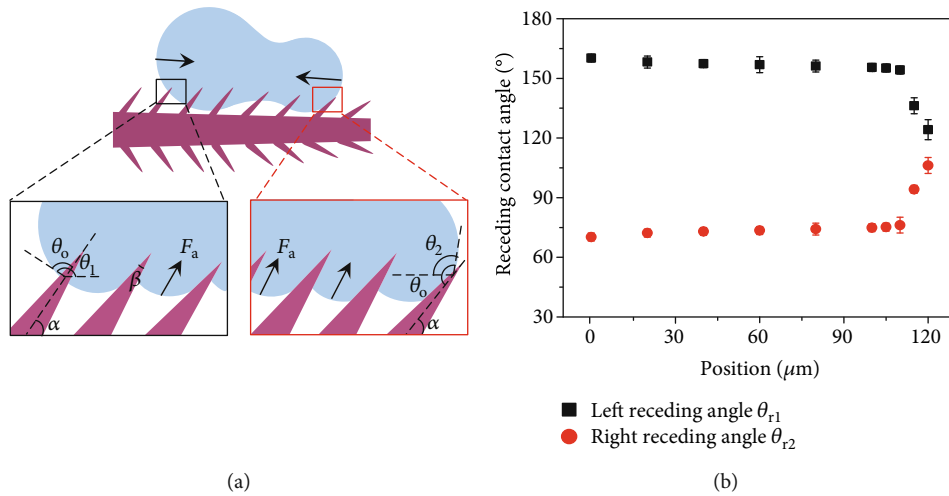 θo
θ1
Fa
β
α
Fa
θ2
θo
α
(a)
Receding contact angle (°)
180
150
120
90
60
30
0
30
60
90
120
Position (μm)
Left receding angle θr1
Right receding angle θr2
(b)